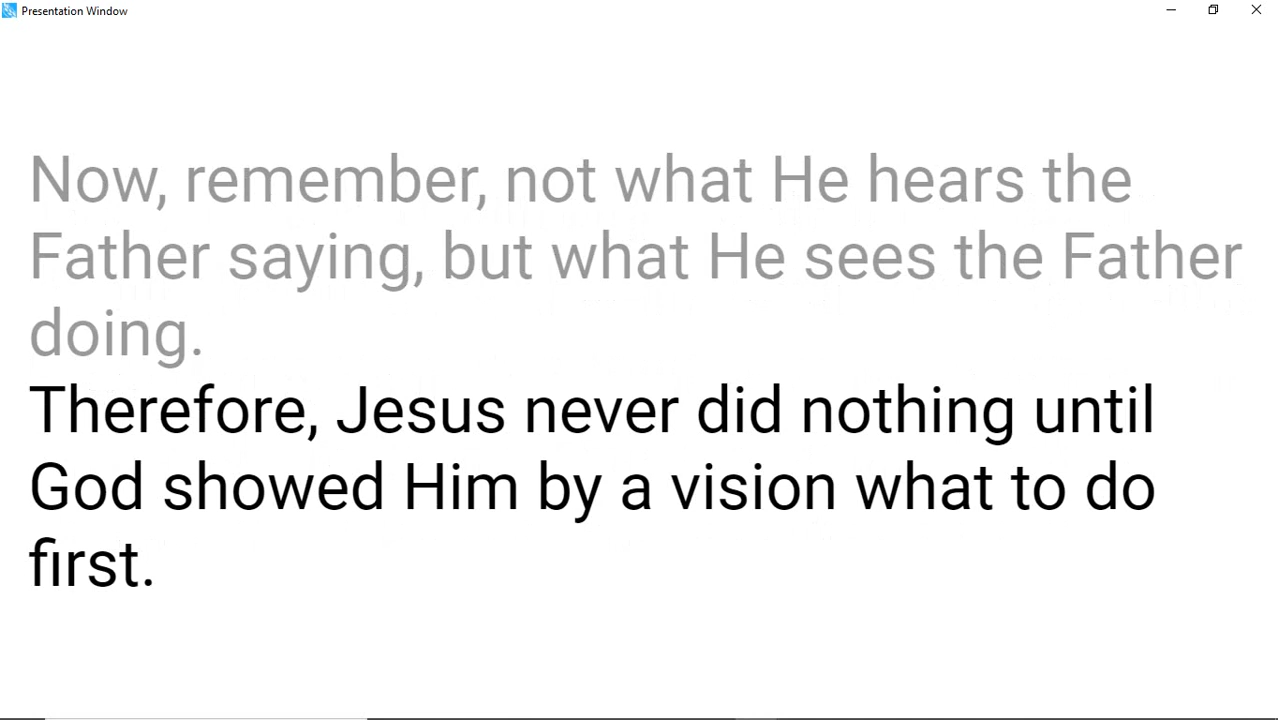 Presentation Window
Now, remember, not what He hears the
Father saying, but what He sees the Father
doing.
Therefore, Jesus never did nothing until
God showed Him by a vision what to do
first.